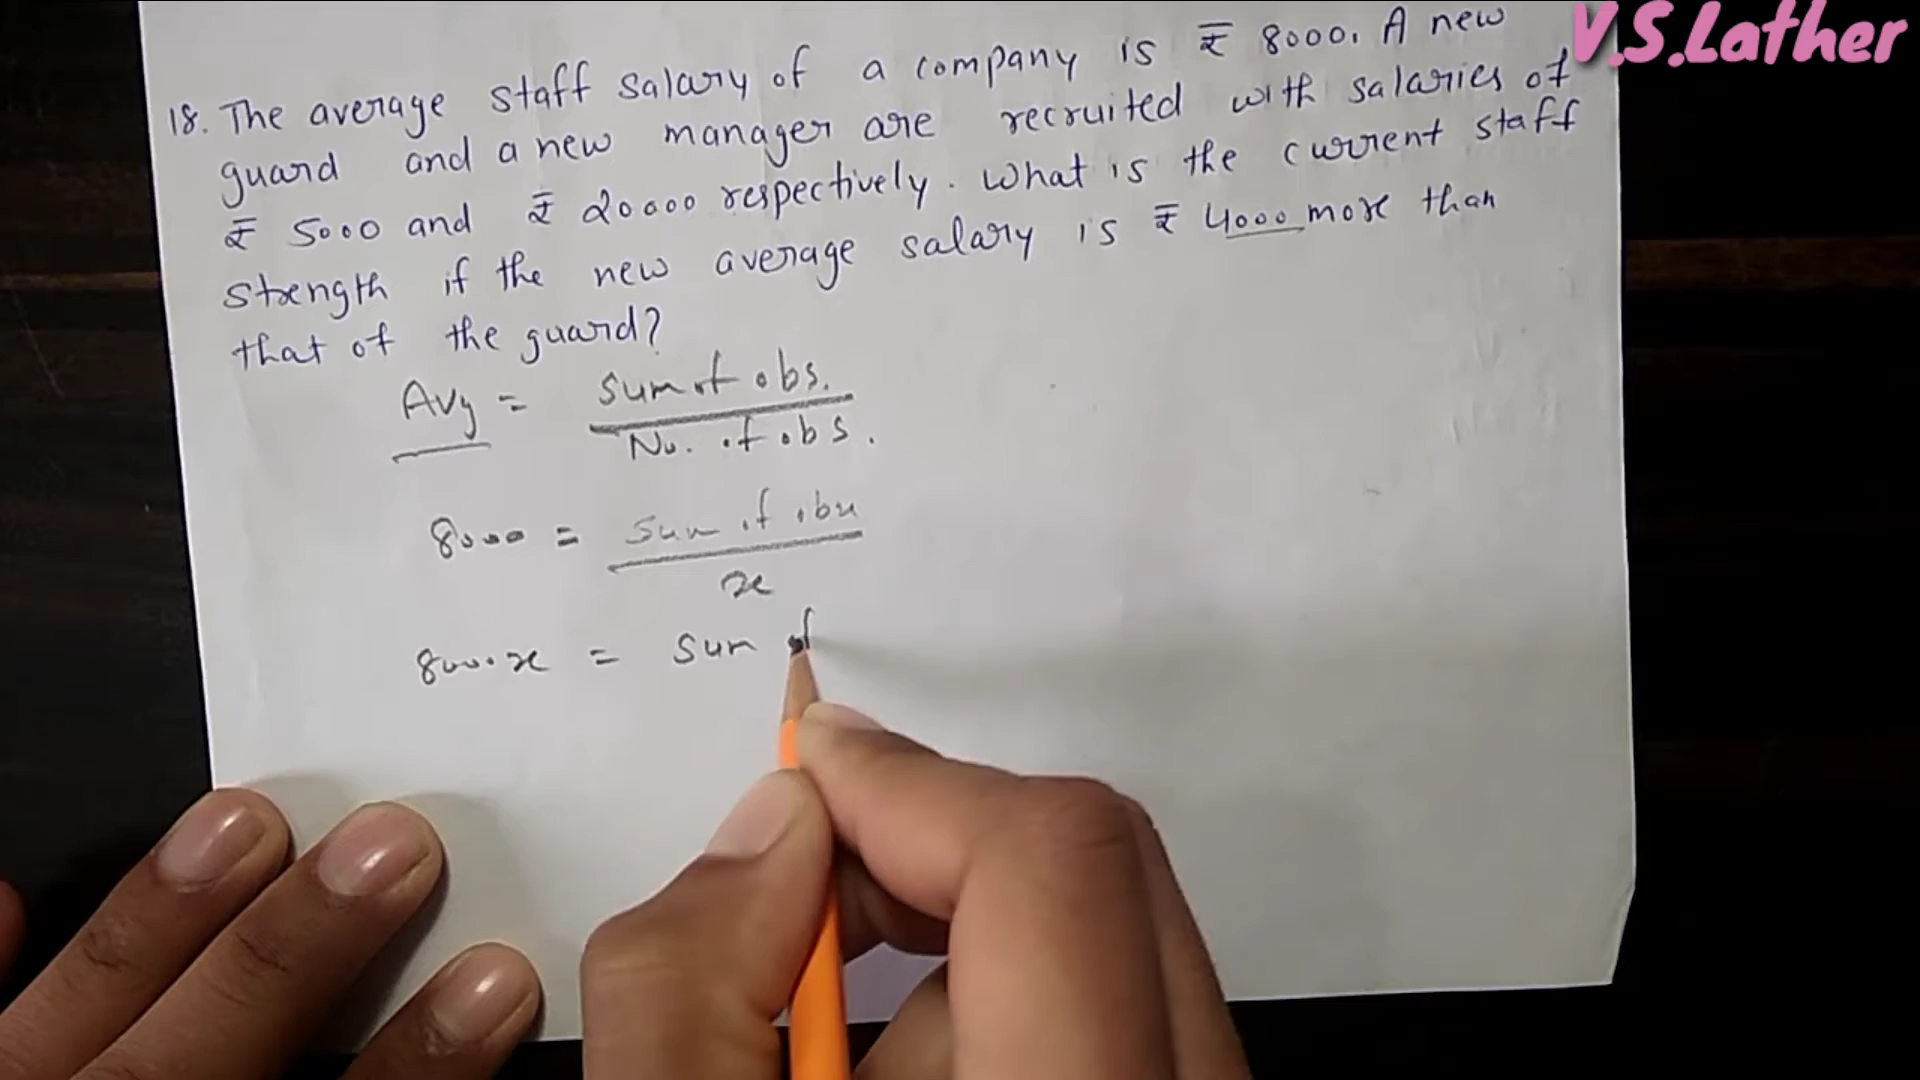 V.S.Lather
18. The average staff salary of a company is ₹ 8000. A new
guard and a new manager are recruited with salaries of
₹ 5000 and ₹ 20000 respectively. What is the current staff
strength if the new average salary is ₹ 4000 more than
that of the guard?
Avg = sum of obs.
No. of obs.
8000 = sum of obs
x
8000.x = sum of